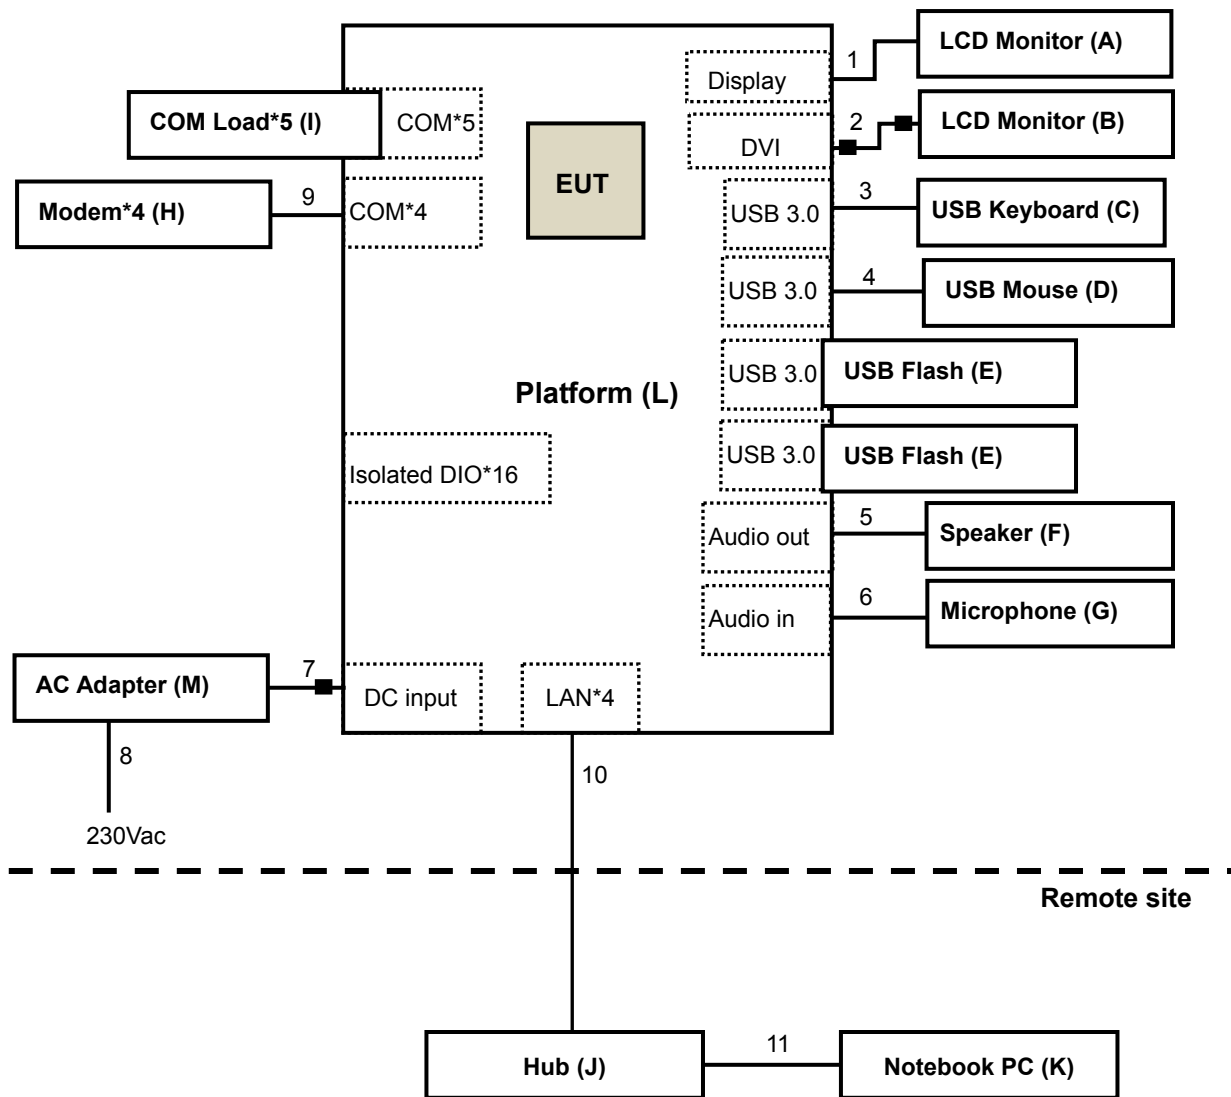 1
LCD Monitor (A)
Display
COM Load*5 (I)
COM*5
2
LCD Monitor (B)
DVI
EUT
9
Modem*4 (H)
COM*4
3
USB 3.0
USB Keyboard (C)
4
USB 3.0
USB Mouse (D)
Platform (L)
USB 3.0
USB Flash (E)
USB 3.0
USB Flash (E)
Isolated DIO*16
5
Audio out
Speaker (F)
6
Audio in
Microphone (G)
7
AC Adapter (M)
DC input
LAN*4
8
10
230Vac
Remote site
11
Hub (J)
Notebook PC (K)